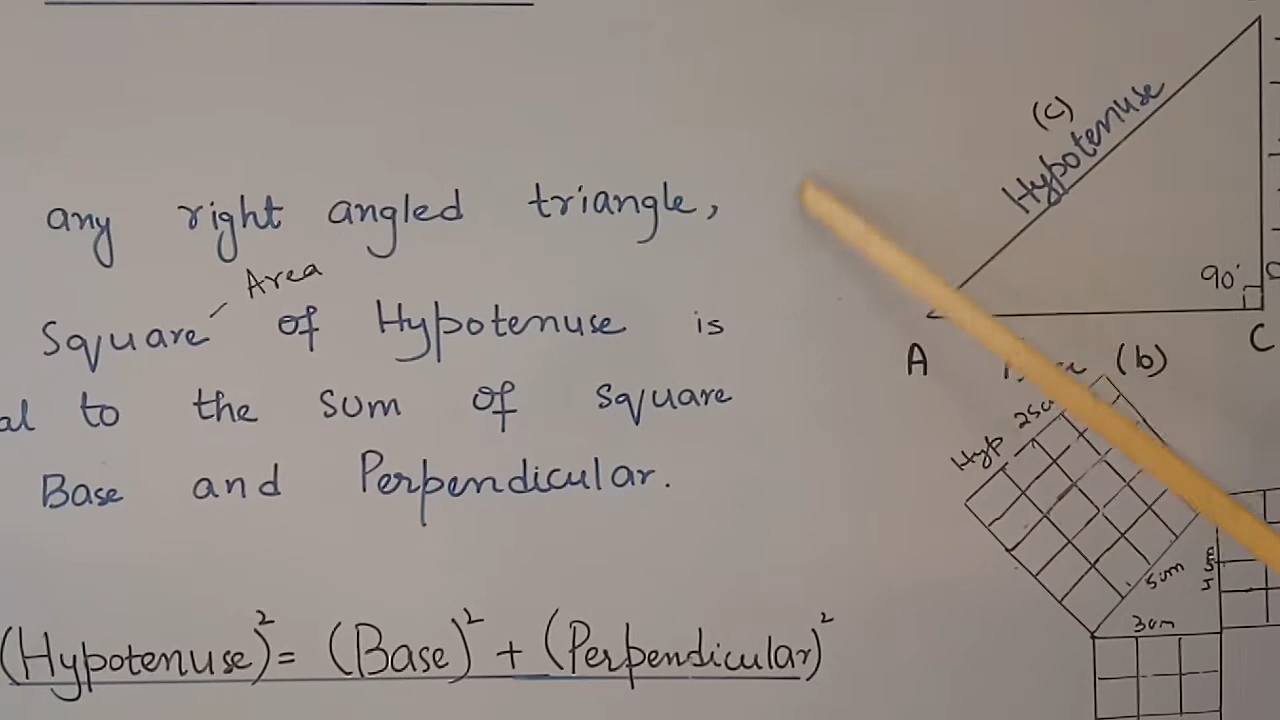 any right angled triangle,
Area
Square of Hypotenuse is
al to the sum of square
Base and Perpendicular.
(Hypotenuse)² = (Base)² + (Perpendicular)²
(c)
Hypotenuse
90°
A
(b)
C
Hyp
5cm
3cm